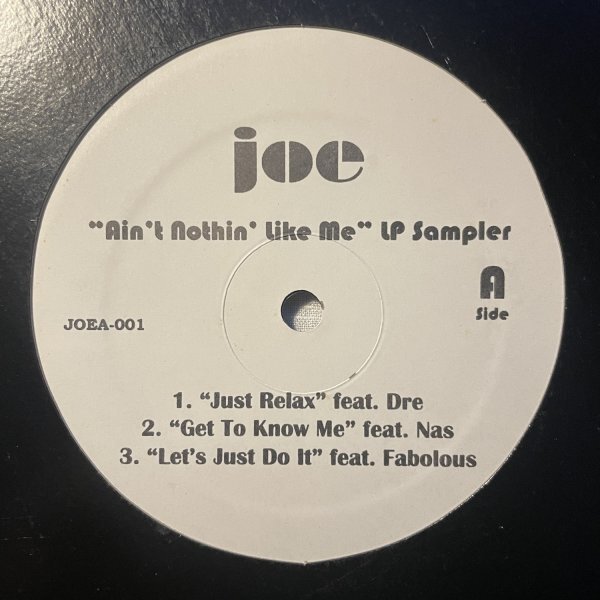 joe
"Ain't Nothin' Like Me" LP Sampler
A
Side
JOEA-001
1. "Just Relax" feat. Dre
2. "Get To Know Me" feat. Nas
3. "Let's Just Do It" feat. Fabolous